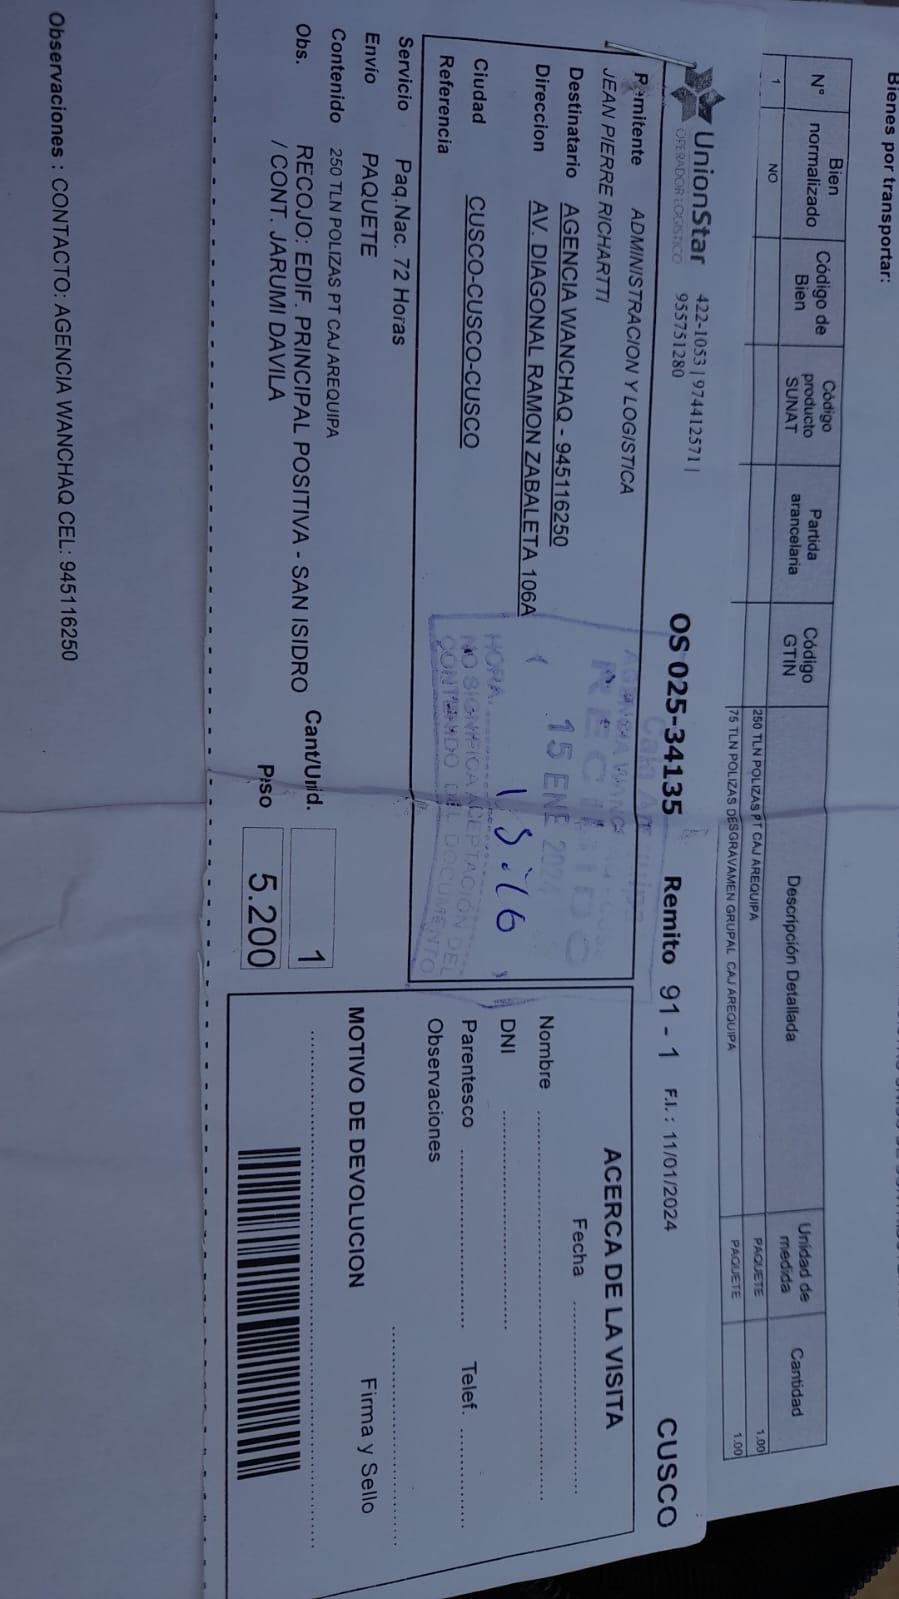 Bienes por transportar:
N° Bien normalizado Código de Bien Código producto SUNAT Partida arancelaria Código GTIN Descripción Detallada Unidad de medida Cantidad
1 NO 250 TLN POLIZAS PT CAJ AREQUIPA PAQUETE 1.00
75 TLN POLIZAS DESGRAVAMEN GRUPAL CAJ AREQUIPA PAQUETE 1.00
UnionStar 422-1053 | 974412571 |
OPERADOR LOGISTICO 955751280
OS 025-34135 Remito 91 - 1 F.I. : 11/01/2024 CUSCO
Remitente ADMINISTRACION Y LOGISTICA
JEAN PIERRE RICHARTTI
Destinatario AGENCIA WANCHAQ - 945116250
Direccion AV. DIAGONAL RAMON ZABALETA 106A
Ciudad CUSCO-CUSCO-CUSCO
Referencia
RECIBIDO
15 ENE 2024
HORA
NO SIGNIFICA ACEPTACIÓN DEL
CONTENIDO DEL DOCUMENTO
Servicio Paq.Nac. 72 Horas
Envío PAQUETE
Contenido 250 TLN POLIZAS PT CAJ AREQUIPA
Obs. RECOJO: EDIF. PRINCIPAL POSITIVA - SAN ISIDRO
/ CONT. JARUMI DAVILA
Cant/Unid. 1
Peso 5.200
ACERCA DE LA VISITA
Fecha
Nombre
DNI
Parentesco Telef.
Observaciones
MOTIVO DE DEVOLUCION Firma y Sello
Observaciones : CONTACTO: AGENCIA WANCHAQ CEL: 945116250